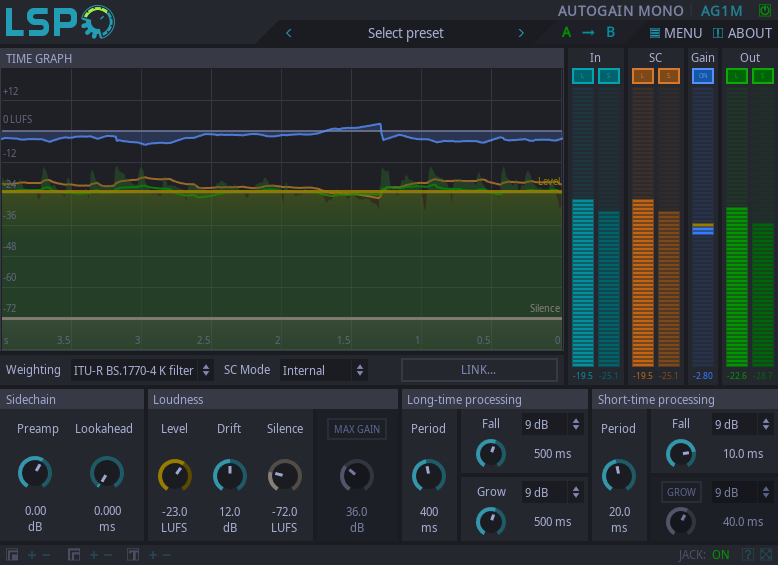 LSP
AUTOGAIN MONO AG1M
Select preset
A → B
MENU
ABOUT
TIME GRAPH
+12
0 LUFS
-12
-24
-36
-48
-60
-72
Level
Silence
s 3.5 3 2.5 2 1.5 1 0.5 0
In SC Gain Out
L S L S ON L S
-19.5 -25.1 -19.5 -25.1 -2.80 -22.6 -28.7
Weighting ITU-R BS.1770-4 K filter SC Mode Internal LINK...
Sidechain
Preamp Lookahead
0.00 0.000
dB ms
Loudness
Level Drift Silence MAX GAIN
-23.0 12.0 -72.0 36.0
LUFS dB LUFS dB
Long-time processing
Period
400
ms
Fall 9 dB
500 ms
Grow 9 dB
500 ms
Short-time processing
Period
20.0
ms
Fall 9 dB
10.0 ms
GROW 9 dB
40.0 ms
+ - + - + -
JACK: ON ?